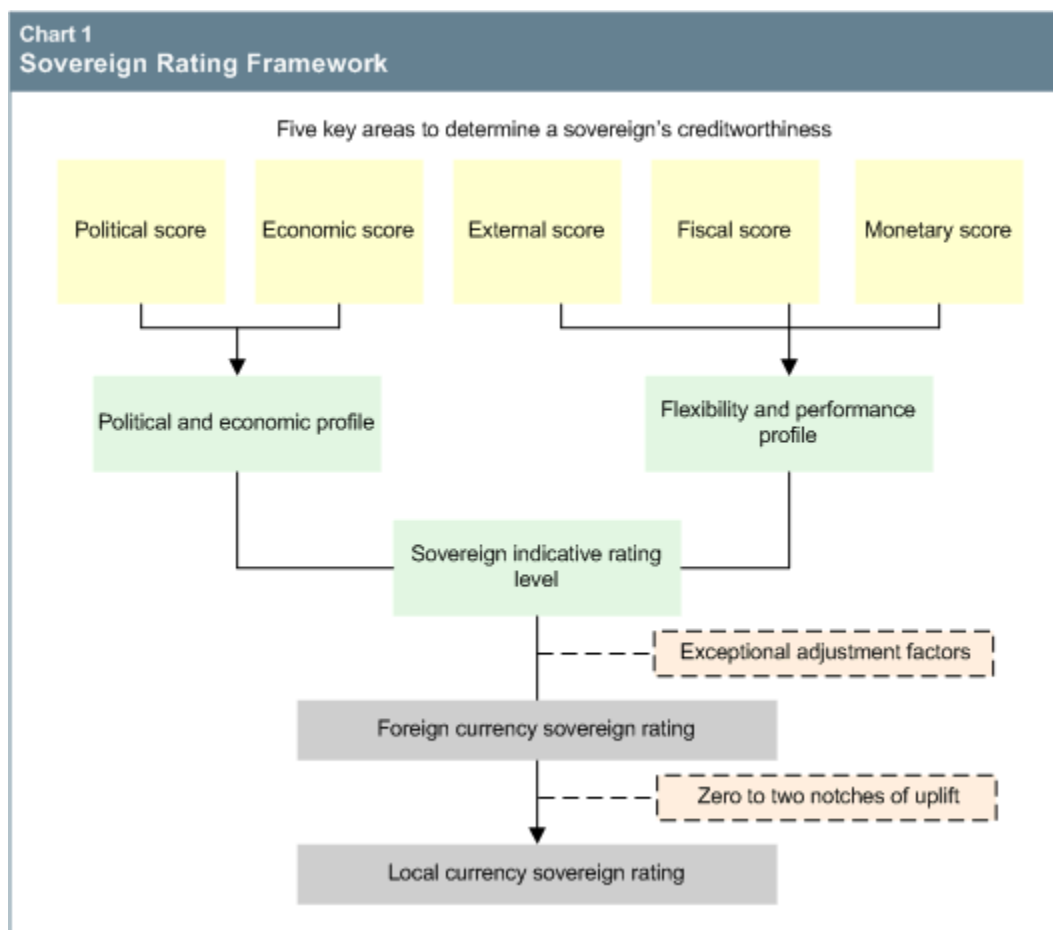 Chart 1
Sovereign Rating Framework
Five key areas to determine a sovereign's creditworthiness
Political score
Economic score
External score
Fiscal score
Monetary score
Political and economic profile
Flexibility and performance
profile
Sovereign indicative rating
level
Exceptional adjustment factors
Foreign currency sovereign rating
Zero to two notches of uplift
Local currency sovereign rating